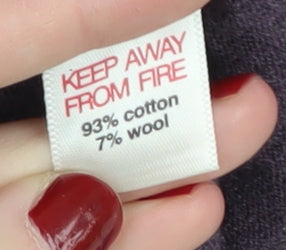 KEEP AWAY
FROM FIRE
93% cotton
7% wool